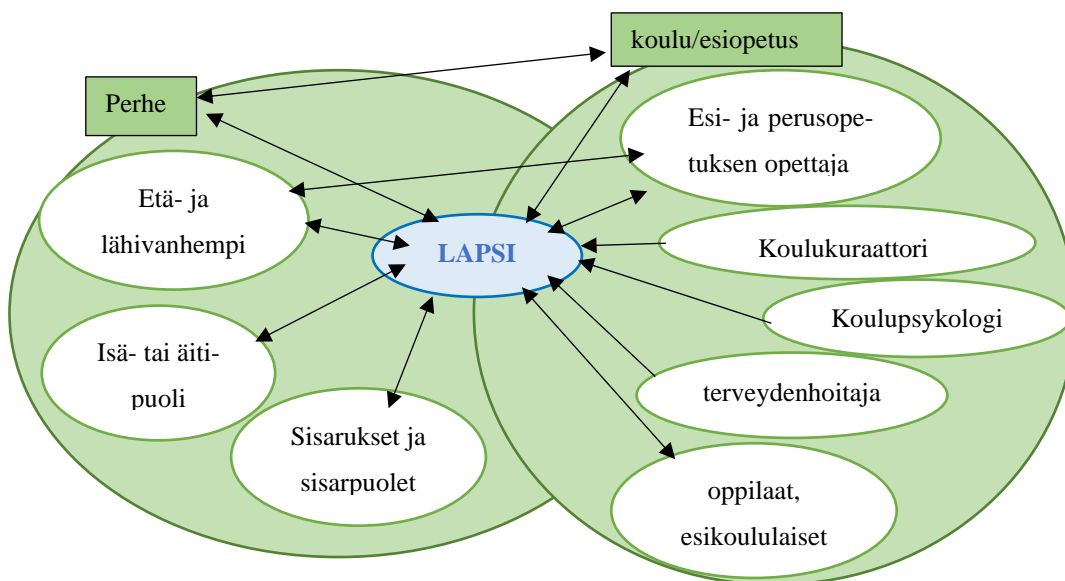 koulu/esiopetus
Perhe
Esi- ja perusope-
tuksen opettaja
Etä- ja
lähivanhempi
LAPSI
Koulukuraattori
Koulupsykologi
Isä- tai äiti-
puoli
terveydenhoitaja
Sisarukset ja
sisarpuolet
oppilaat,
esikoululaiset